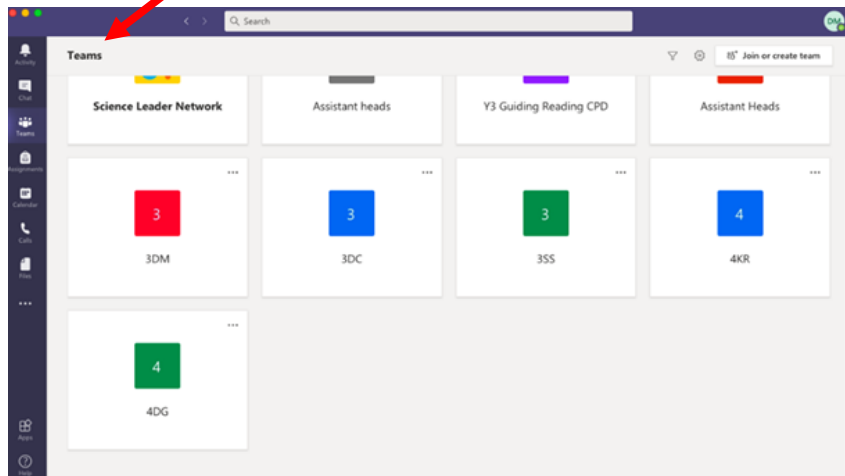 Search
DM
Activity
Teams
Join or create team
Chat
Science Leader Network
Assistant heads
Y3 Guiding Reading CPD
Assistant Heads
Teams
Assignments
Calendar
Calls
Files
3
3
3
4
3DM
3DC
3SS
4KR
4
4DG
Apps
Help